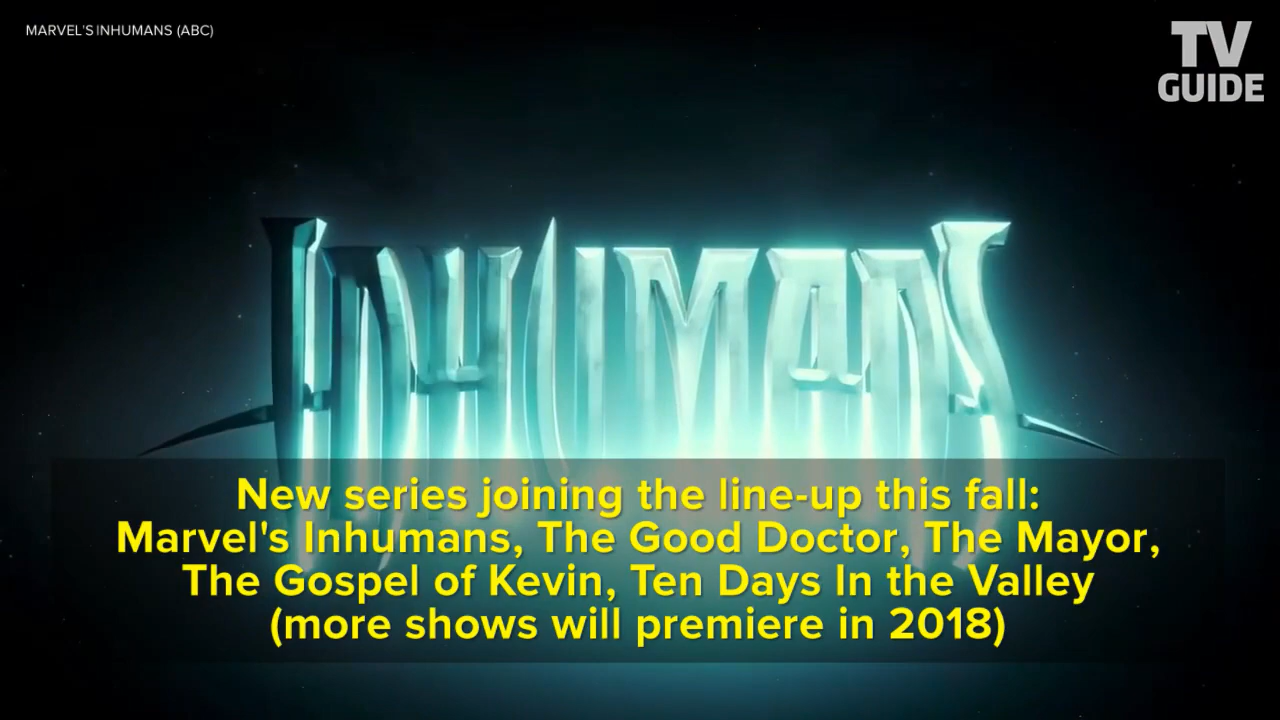 MARVEL'S INHUMANS (ABC)
TV
GUIDE
INHUMANS
New series joining the line-up this fall:
Marvel's Inhumans, The Good Doctor, The Mayor,
The Gospel of Kevin, Ten Days In the Valley
(more shows will premiere in 2018)